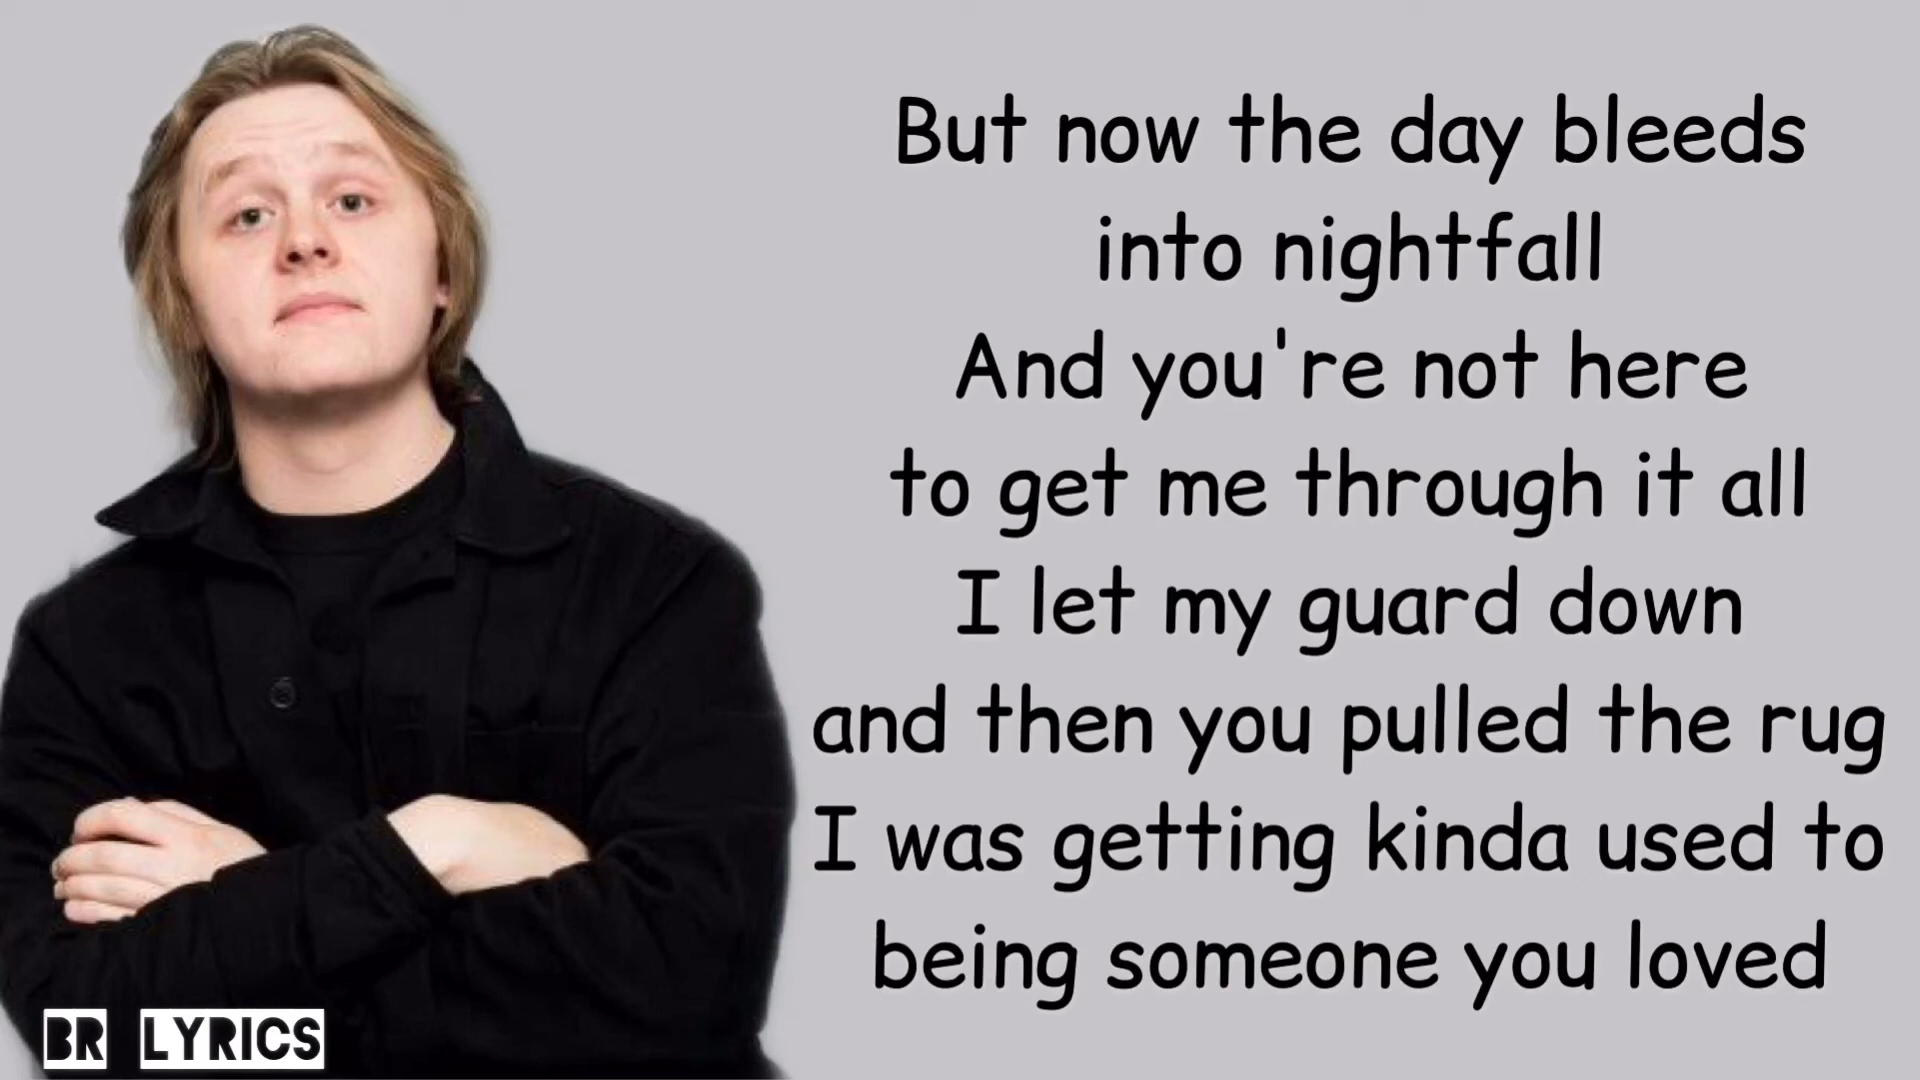 But now the day bleeds
into nightfall
And you're not here
to get me through it all
I let my guard down
and then you pulled the rug
I was getting kinda used to
being someone you loved
BR LYRICS